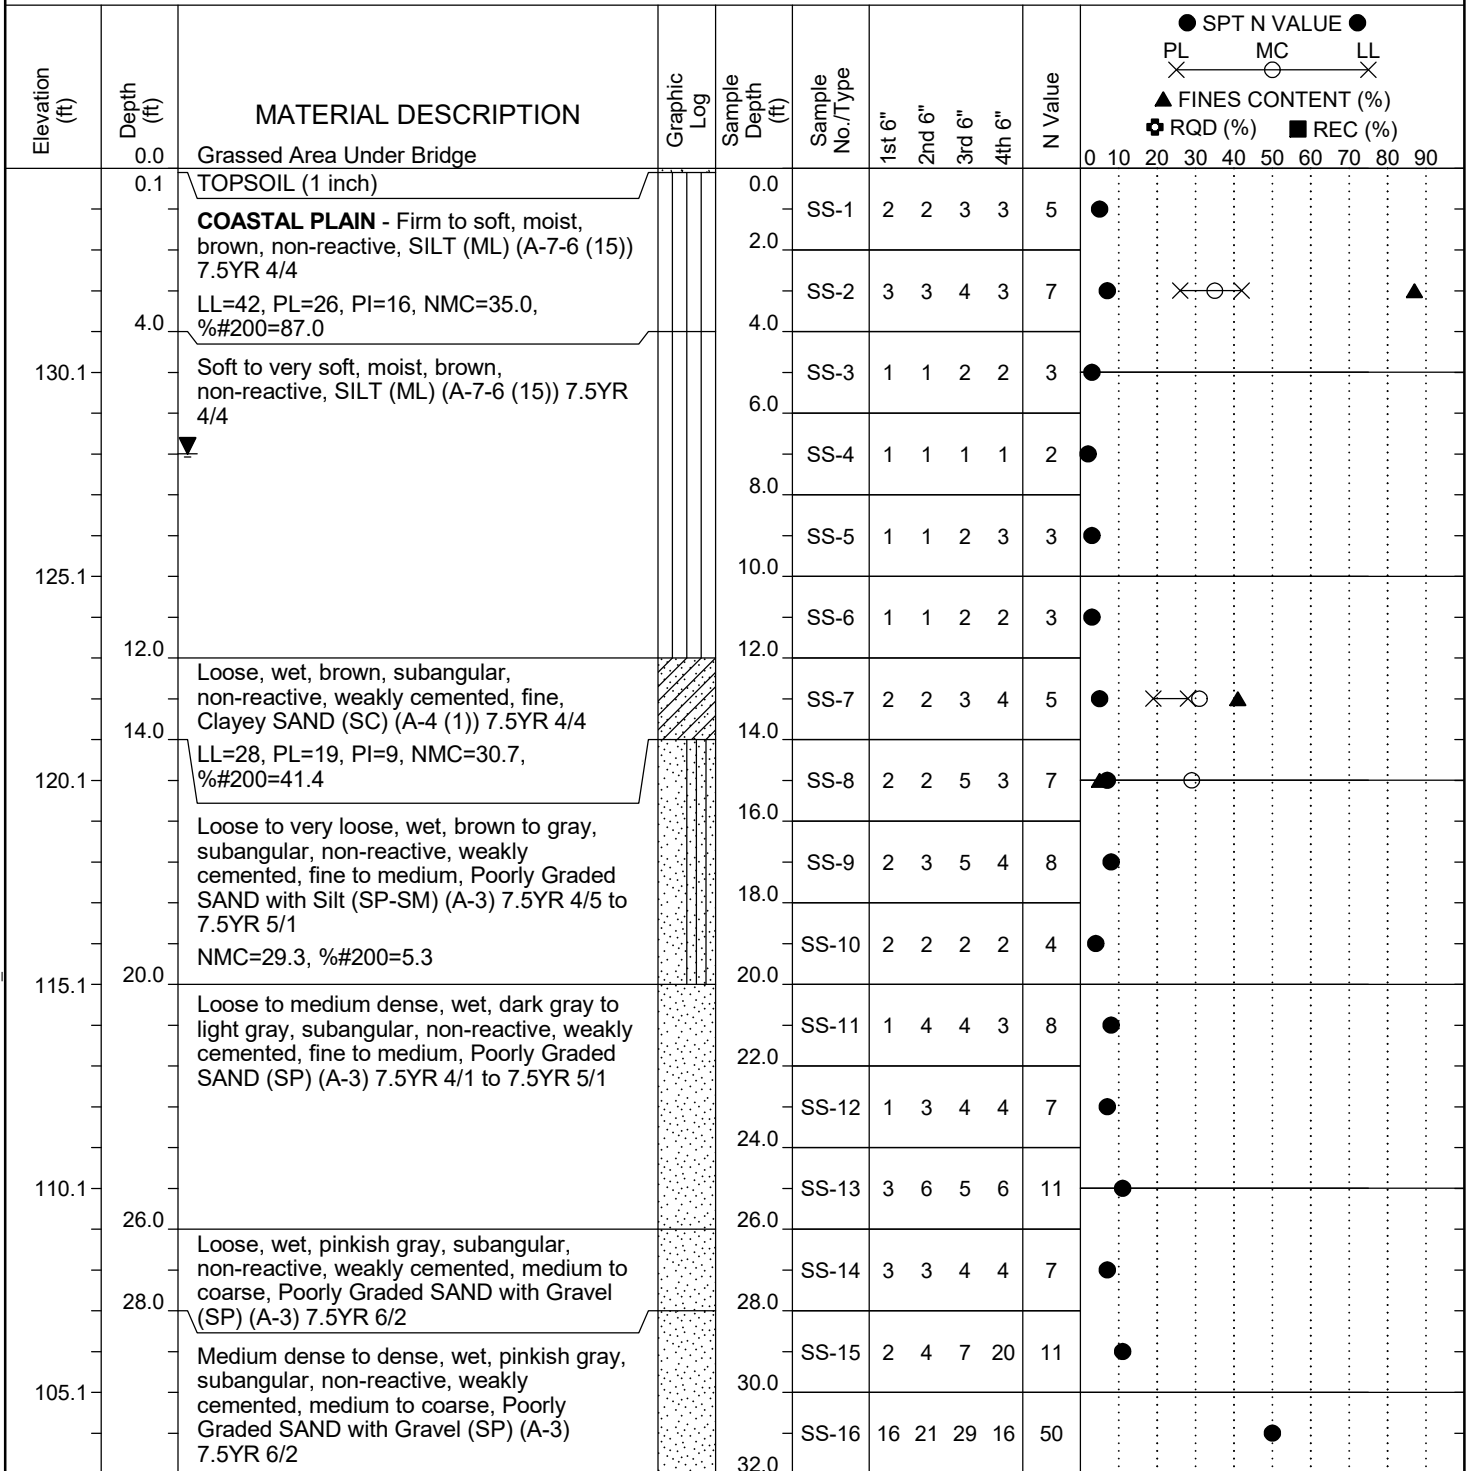 ● SPT N VALUE ●
PL MC LL
▲ FINES CONTENT (%)
RQD (%) ■ REC (%)
0 10 20 30 40 50 60 70 80 90
Elevation (ft)
Depth (ft)
MATERIAL DESCRIPTION
Graphic Log
Sample Depth (ft)
Sample No./Type
1st 6"
2nd 6"
3rd 6"
4th 6"
N Value
0.0 Grassed Area Under Bridge
0.1 TOPSOIL (1 inch) 0.0
COASTAL PLAIN - Firm to soft, moist, SS-1 2 2 3 3 5
brown, non-reactive, SILT (ML) (A-7-6 (15)) 2.0
7.5YR 4/4
LL=42, PL=26, PI=16, NMC=35.0, SS-2 3 3 4 3 7
4.0 %#200=87.0 4.0
130.1 Soft to very soft, moist, brown, SS-3 1 1 2 2 3
non-reactive, SILT (ML) (A-7-6 (15)) 7.5YR 6.0
4/4
SS-4 1 1 1 1 2
8.0
SS-5 1 1 2 3 3
125.1 10.0
SS-6 1 1 2 2 3
12.0 12.0
Loose, wet, brown, subangular,
non-reactive, weakly cemented, fine, SS-7 2 2 3 4 5
Clayey SAND (SC) (A-4 (1)) 7.5YR 4/4
14.0 14.0
LL=28, PL=19, PI=9, NMC=30.7,
120.1 %#200=41.4 SS-8 2 2 5 3 7
16.0
Loose to very loose, wet, brown to gray,
subangular, non-reactive, weakly SS-9 2 3 5 4 8
cemented, fine to medium, Poorly Graded
SAND with Silt (SP-SM) (A-3) 7.5YR 4/5 to 18.0
7.5YR 5/1
NMC=29.3, %#200=5.3 SS-10 2 2 2 2 4
115.1 20.0 20.0
Loose to medium dense, wet, dark gray to
light gray, subangular, non-reactive, weakly SS-11 1 4 4 3 8
cemented, fine to medium, Poorly Graded 22.0
SAND (SP) (A-3) 7.5YR 4/1 to 7.5YR 5/1
SS-12 1 3 4 4 7
24.0
110.1 SS-13 3 6 5 6 11
26.0 26.0
Loose, wet, pinkish gray, subangular,
non-reactive, weakly cemented, medium to SS-14 3 3 4 4 7
coarse, Poorly Graded SAND with Gravel
28.0 (SP) (A-3) 7.5YR 6/2 28.0
Medium dense to dense, wet, pinkish gray, SS-15 2 4 7 20 11
subangular, non-reactive, weakly 30.0
105.1 cemented, medium to coarse, Poorly
Graded SAND with Gravel (SP) (A-3) SS-16 16 21 29 16 50
7.5YR 6/2 32.0